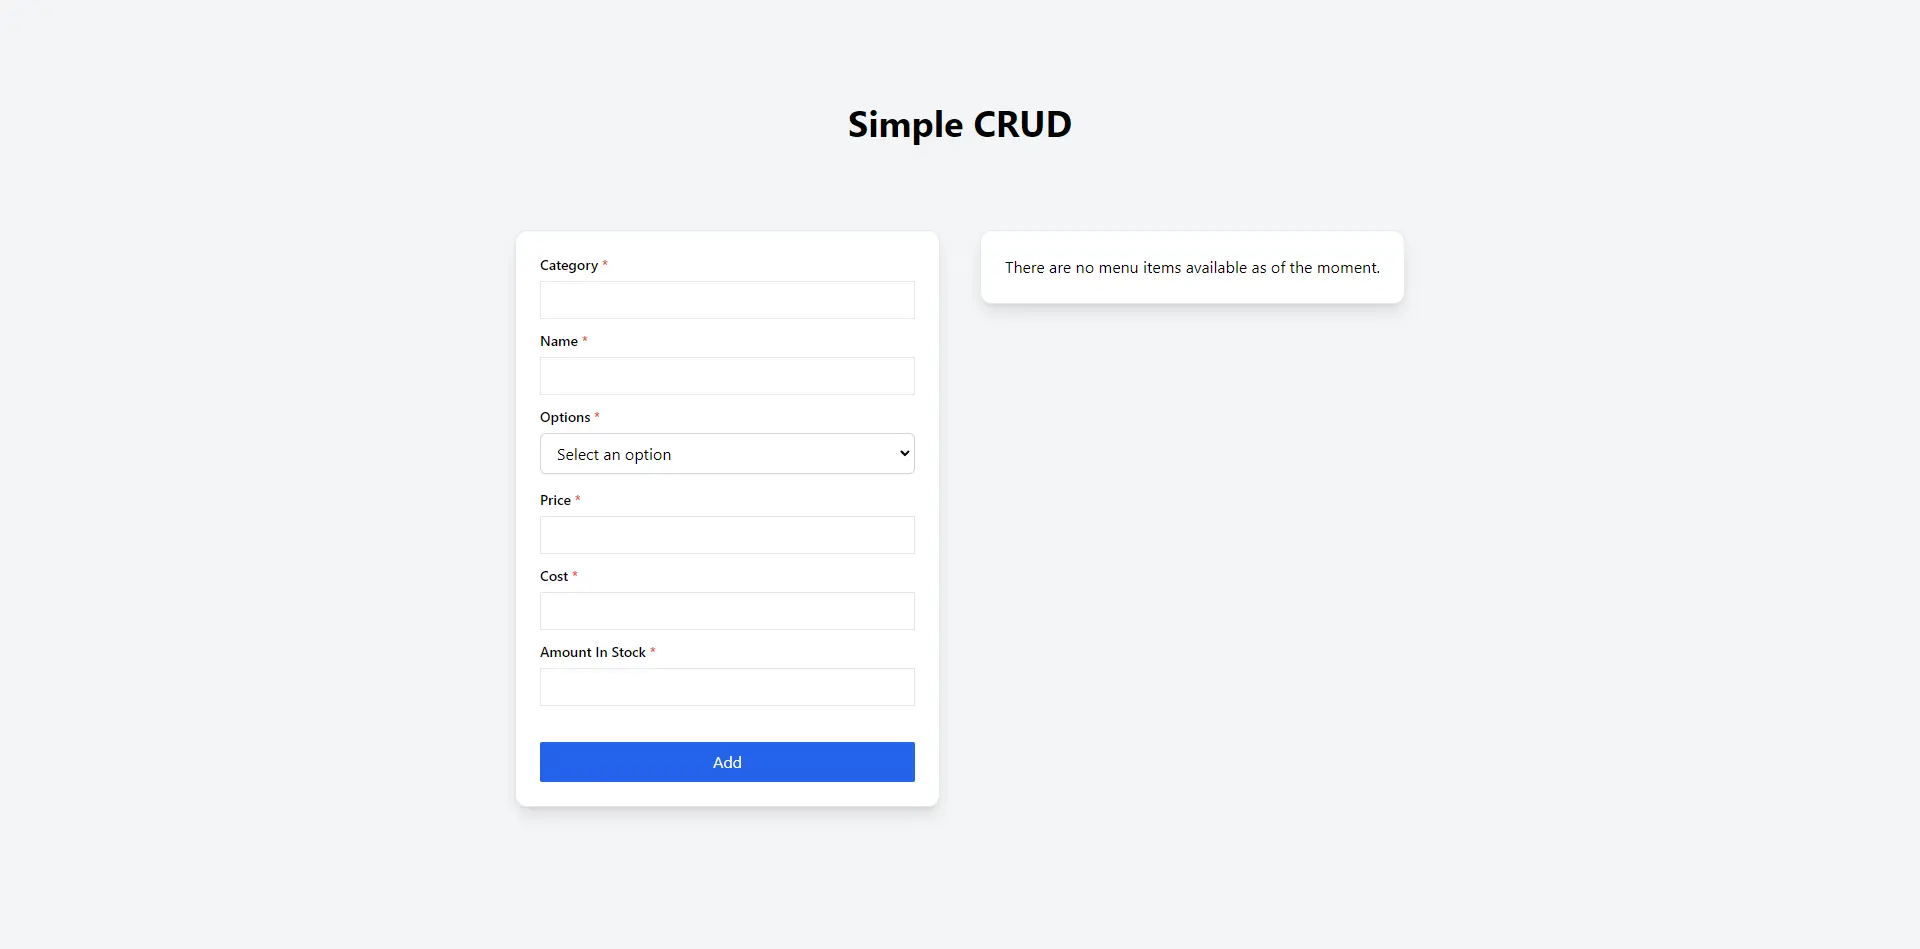 Simple CRUD
Category *
Name *
Options *
Select an option
Price *
Cost *
Amount In Stock *
Add
There are no menu items available as of the moment.